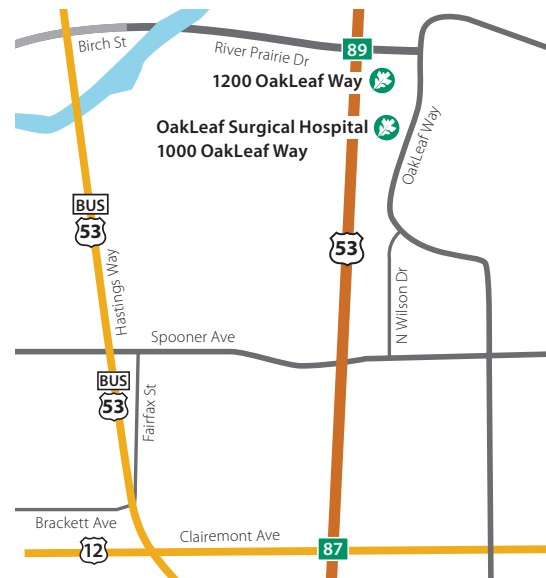 Birch St
River Prairie Dr
89
1200 OakLeaf Way
OakLeaf Surgical Hospital
1000 OakLeaf Way
OakLeaf Way
BUS
53
53
Hastings Way
N Wilson Dr
Spooner Ave
BUS
53
Fairfax St
Brackett Ave
Clairemont Ave
12
87